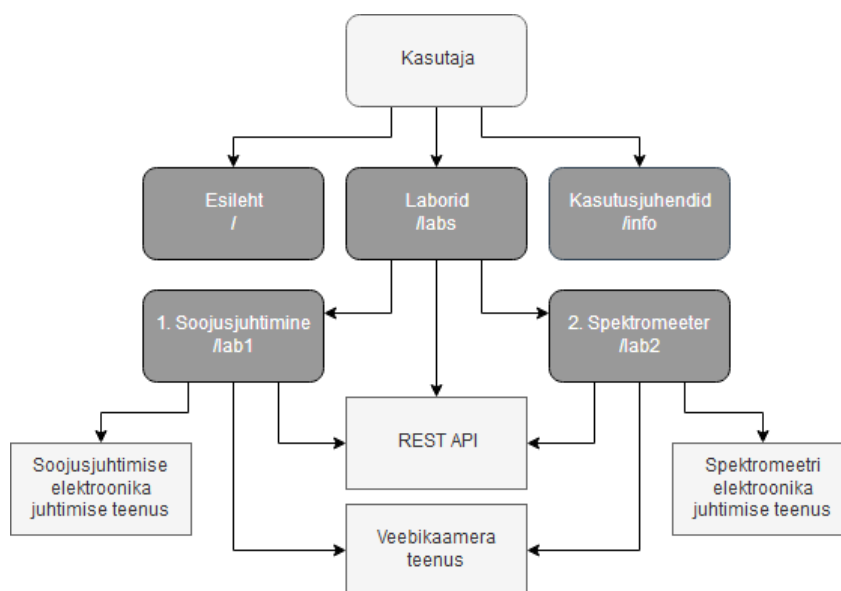 Kasutaja
Esileht
/
Laborid
/labs
Kasutusjuhendid
/info
1. Soojusjuhtimine
/lab1
2. Spektromeeter
/lab2
REST API
Soojusjuhtimise
elektroonika
juhtimise teenus
Spektromeetri
elektroonika
juhtimise teenus
Veebikaamera
teenus